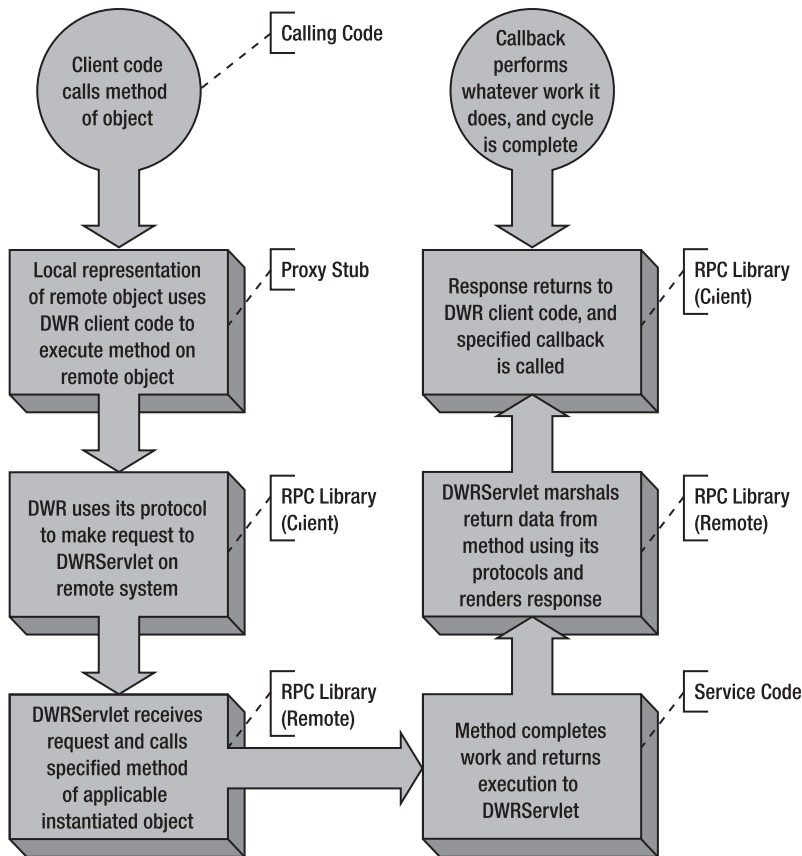 Client code
calls method
of object
Calling Code
Local representation
of remote object uses
DWR client code to
execute method on
remote object
Proxy Stub
DWR uses its protocol
to make request to
DWRServlet on
remote system
RPC Library
(Client)
DWRServlet receives
request and calls
specified method
of applicable
instantiated object
RPC Library
(Remote)
Method completes
work and returns
execution to
DWRServlet
Service Code
DWRServlet marshals
return data from
method using its
protocols and
renders response
RPC Library
(Remote)
Response returns to
DWR client code, and
specified callback
is called
RPC Library
(Client)
Callback
performs
whatever work it
does, and cycle
is complete